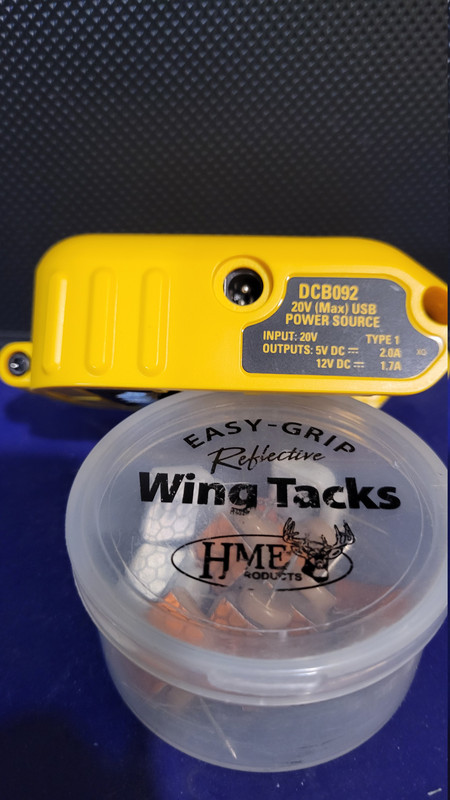 DCB092
20V (Max) USB
POWER SOURCE
INPUT: 20V TYPE 1
OUTPUTS: 5V DC ⎓ 2.0A
12V DC ⎓ 1.7A
EASY-GRIP
Reflective
Wing Tacks
HME
PRODUCTS